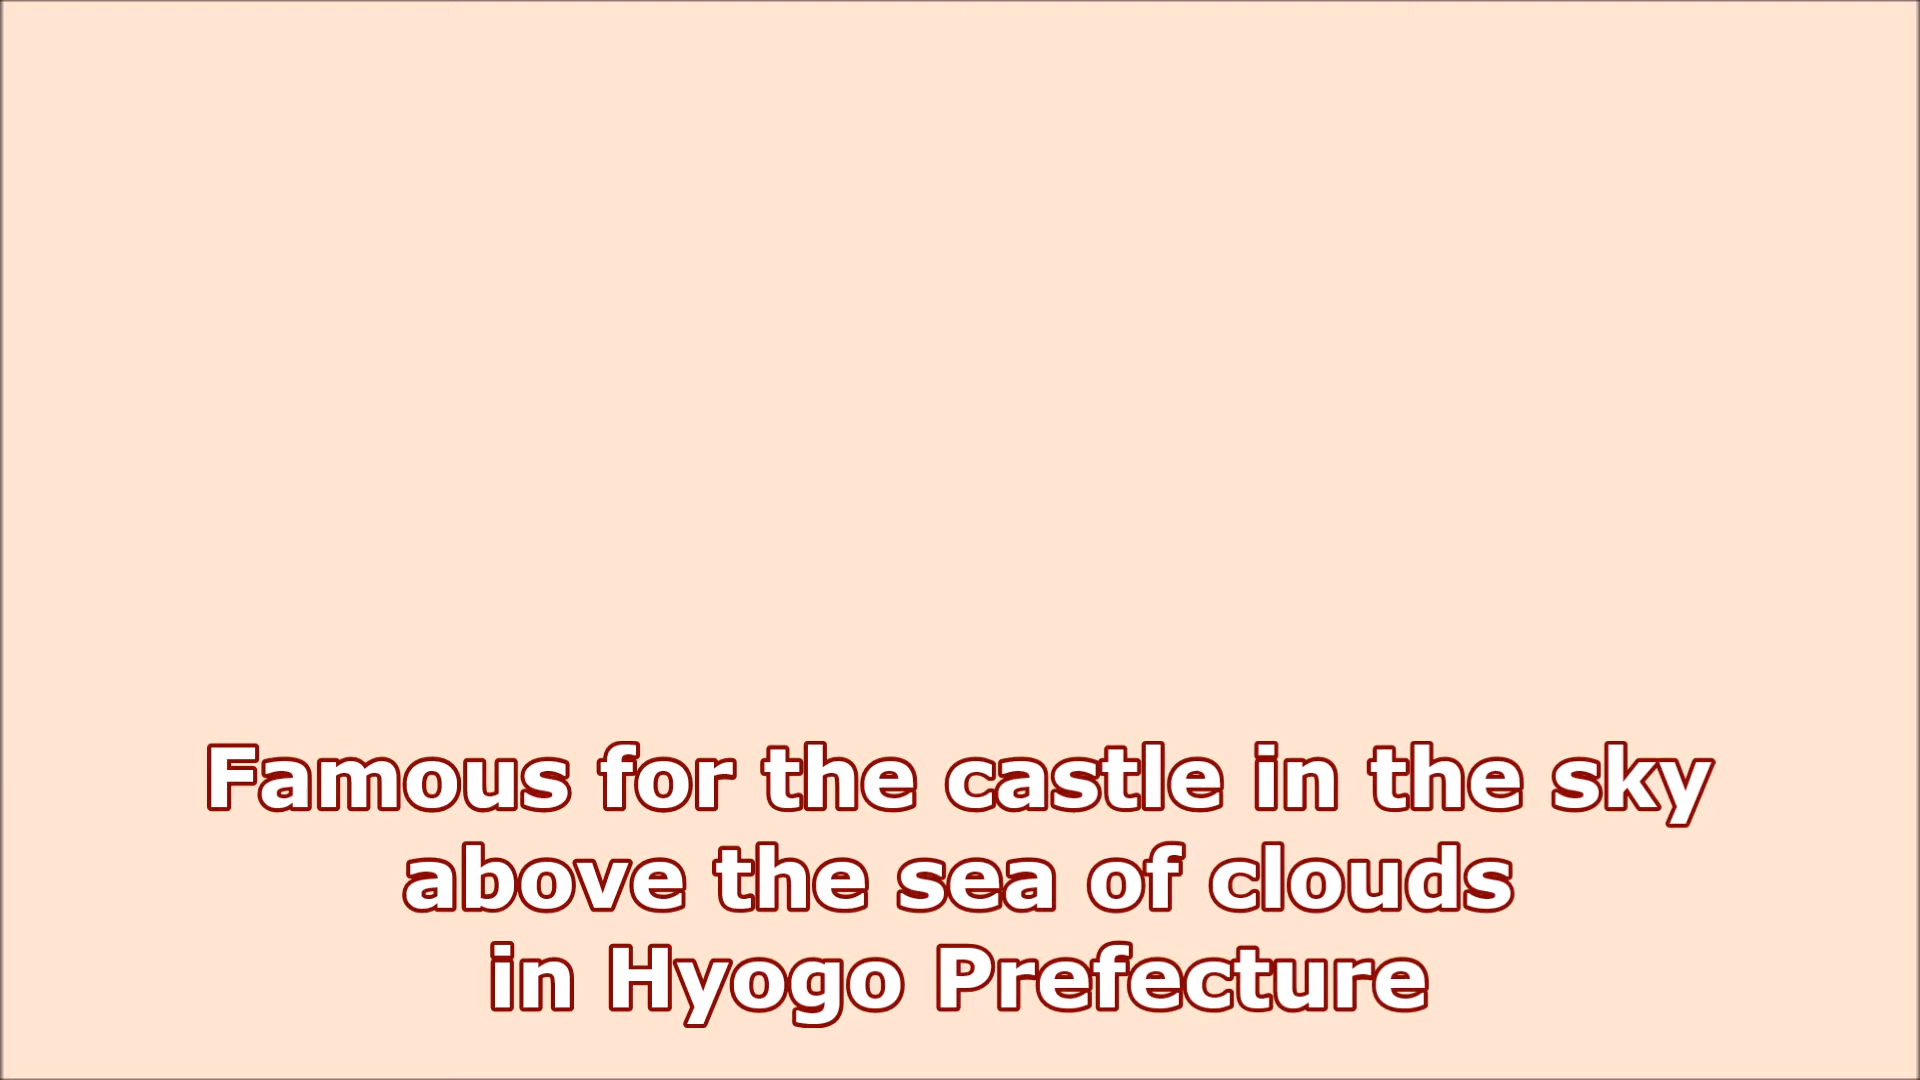 Famous for the castle in the sky
above the sea of clouds
in Hyogo Prefecture